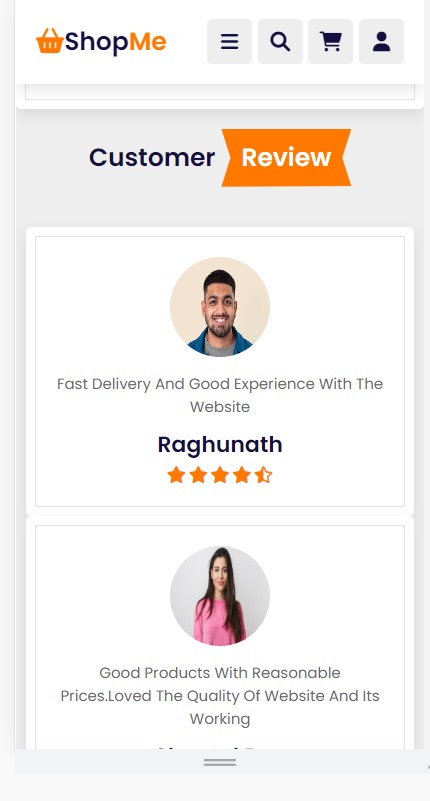 ShopMe
Customer Review
Fast Delivery And Good Experience With The
Website
Raghunath
Good Products With Reasonable
Prices.Loved The Quality Of Website And Its
Working